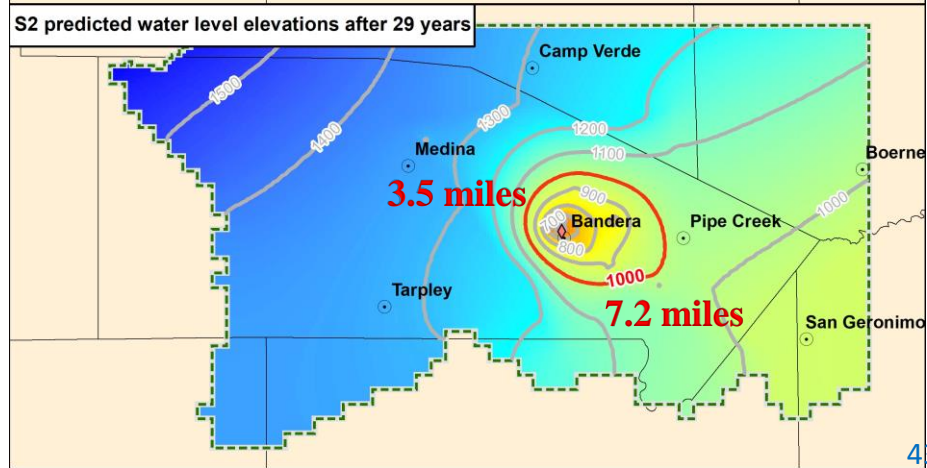 S2 predicted water level elevations after 29 years
Camp Verde
1500
1400
1300
1200
1100
Medina
Boerne
3.5 miles
900
1000
700
Bandera
Pipe Creek
800
1000
Tarpley
7.2 miles
San Geronimo